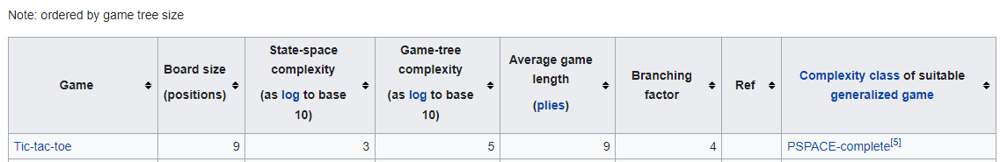 Note: ordered by game tree size
Game
Board size
(positions)
State-space
complexity
(as log to base
10)
Game-tree
complexity
(as log to base
10)
Average game
length
(plies)
Branching
factor
Ref
Complexity class of suitable
generalized game
Tic-tac-toe 9 3 5 9 4 PSPACE-complete[5]